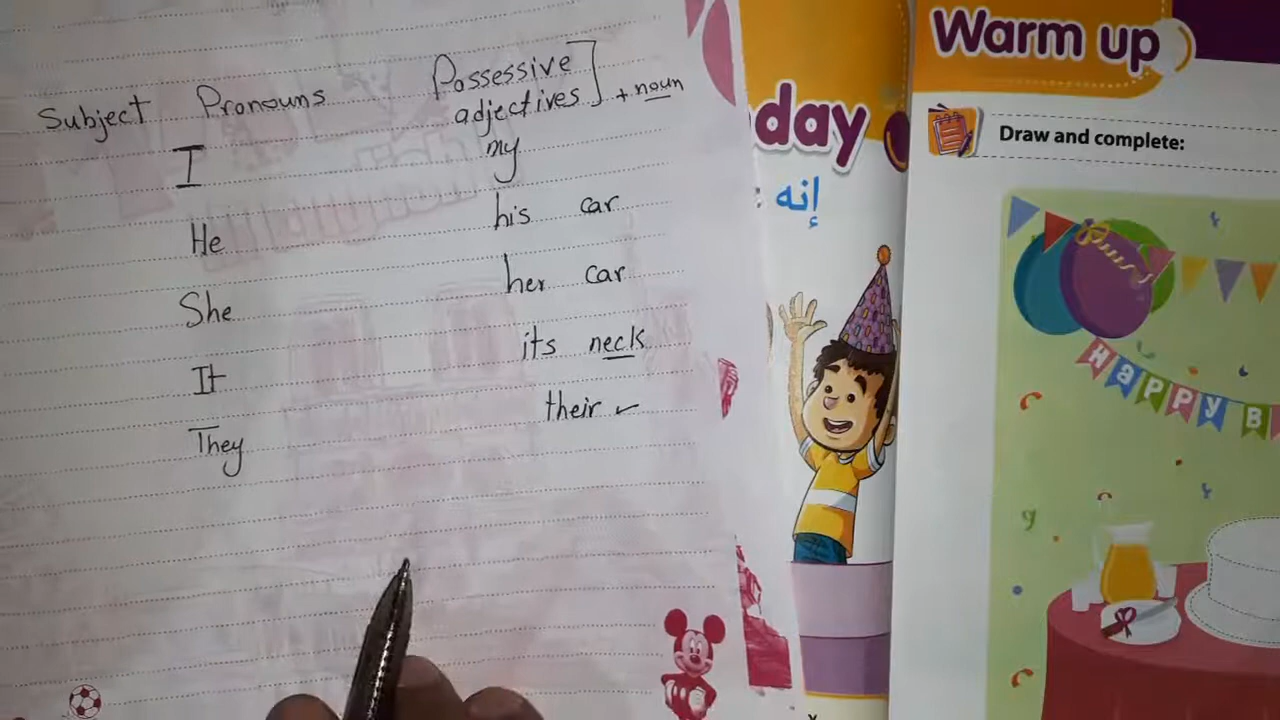 Subject Pronouns
Possessive
adjectives + noun
I my
He his car
She her car
It its neck
They their
day
إنه :
Warm up
Draw and complete:
HAPPY B